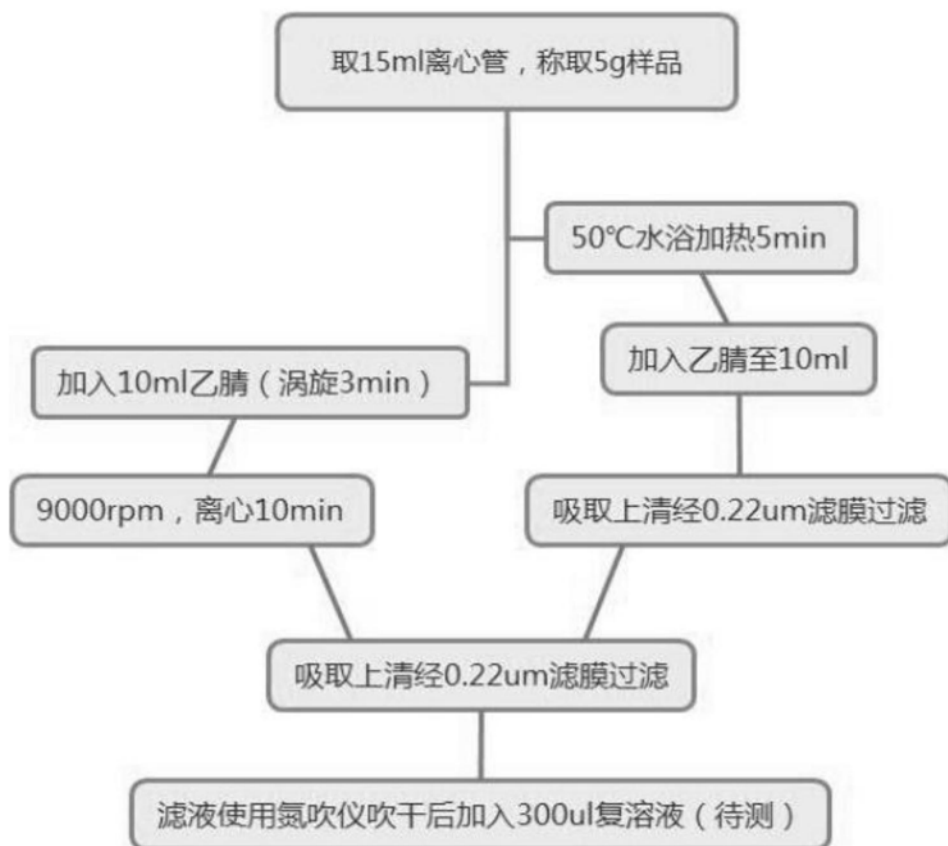 取15ml离心管，称取5g样品
50℃水浴加热5min
加入乙腈至10ml
加入10ml乙腈（涡旋3min）
9000rpm，离心10min
吸取上清经0.22um滤膜过滤
吸取上清经0.22um滤膜过滤
滤液使用氮吹仪吹干后加入300ul复溶液（待测）